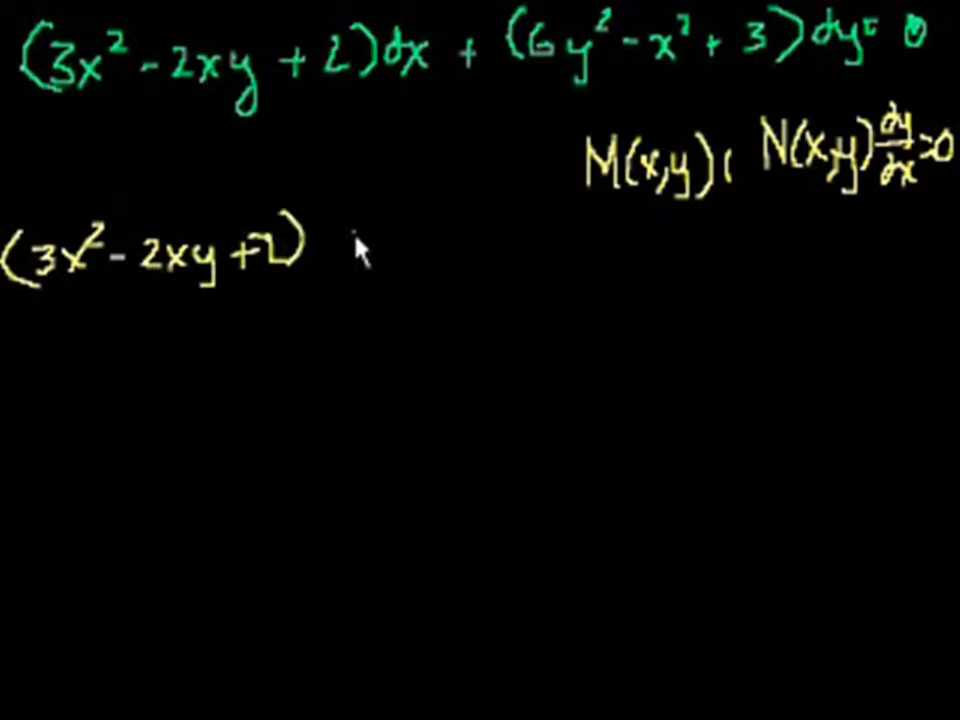 (3x² - 2xy + 2)dx + (6y² - x² + 3)dy = 0
M(x,y) ( N(x,y) dy/dx = 0
(3x² - 2xy + 2)